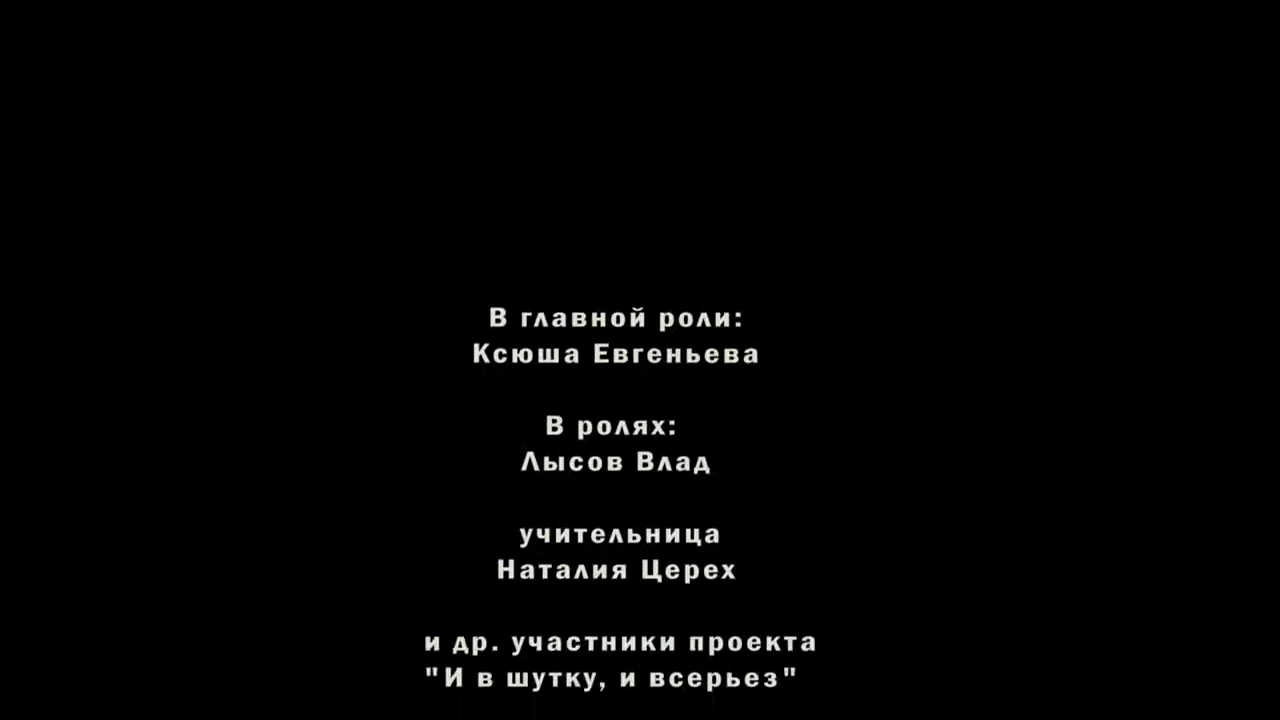 В главной роли:
Ксюша Евгеньева
В ролях:
Лысов Влад
учительница
Наталия Церех
и др. участники проекта
"И в шутку, и всерьез"